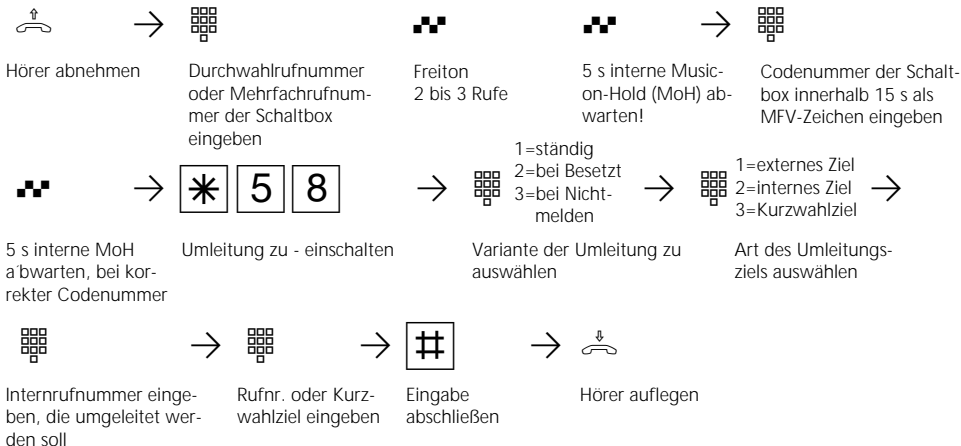 Hörer abnehmen
Durchwahlrufnummer
oder Mehrfachrufnum-
mer der Schaltbox
eingeben
Freiton
2 bis 3 Rufe
5 s interne Music-
on-Hold (MoH) ab-
warten!
Codenummer der Schalt-
box innerhalb 15 s als
MFV-Zeichen eingeben
5 s interne MoH
a´bwarten, bei kor-
rekter Codenummer
* 5 8
Umleitung zu - einschalten
1=ständig
2=bei Besetzt
3=bei Nicht-
melden
Variante der Umleitung zu
auswählen
1=externes Ziel
2=internes Ziel
3=Kurzwahlziel
Art des Umleitungs-
ziels auswählen
Internrufnummer einge-
ben, die umgeleitet wer-
den soll
Rufnr. oder Kurz-
wahlziel eingeben
#
Eingabe
abschließen
Hörer auflegen